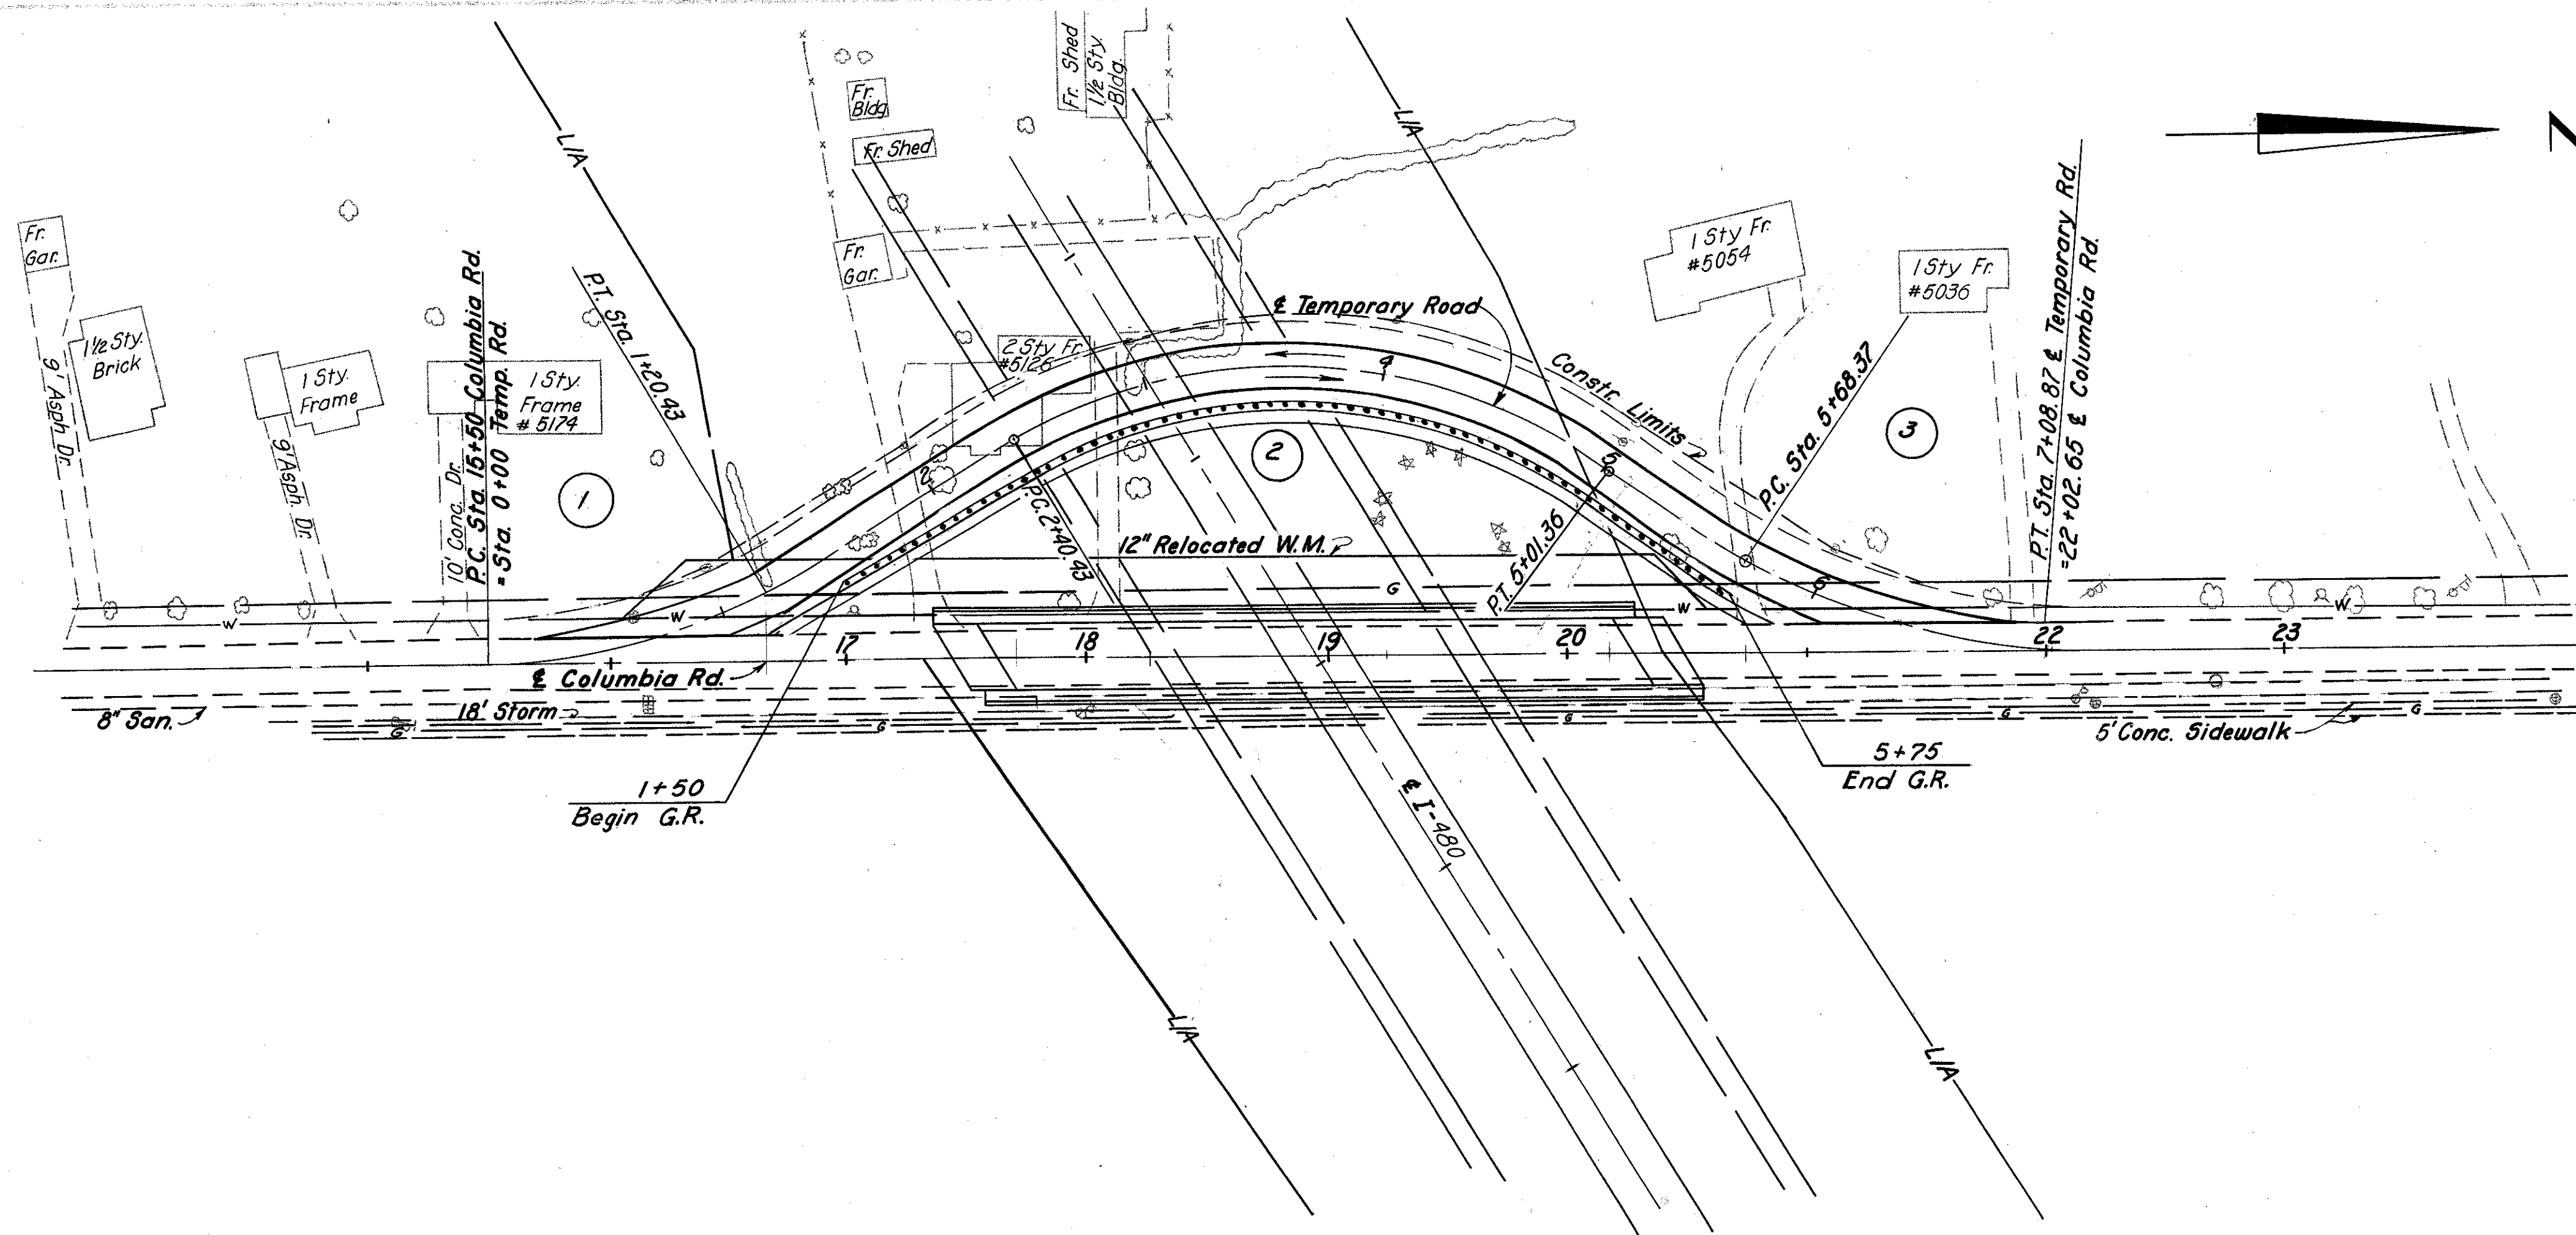 Fr. Shed
1½ Sty.
Bldg.
Fr.
Bldg
Fr. Shed
L/A
L/A
N
Fr.
Gar.
Fr.
Gar.
1 Sty Fr.
#5054
1 Sty Fr.
#5036
P.T. Sta. 7+08.87 ℄ Temporary Rd.
=22+02.65 ℄ Columbia Rd.
P.C. Sta. 15+50 Columbia Rd.
= Sta. 0+00 Temp. Rd.
P.T. Sta. 1+20.43
℄ Temporary Road
1½ Sty.
Brick
9' Asph Dr.
1 Sty.
Frame
9' Asph Dr.
1 Sty.
Frame
# 5174
10' Conc. Dr.
2 Sty Fr.
#5126
Constr. Limits
P.C. Sta. 5+68.37
1
2
3
2
4
5
6
P.C. 2+40.43
P.T. 5+01.36
12" Relocated W.M.
G
W
W
W
W
17
18
19
20
22
23
℄ Columbia Rd.
8" San.
18' Storm
G
G
G
G
G
5' Conc. Sidewalk
1+50
Begin G.R.
5+75
End G.R.
℄ I-480
L/A
L/A